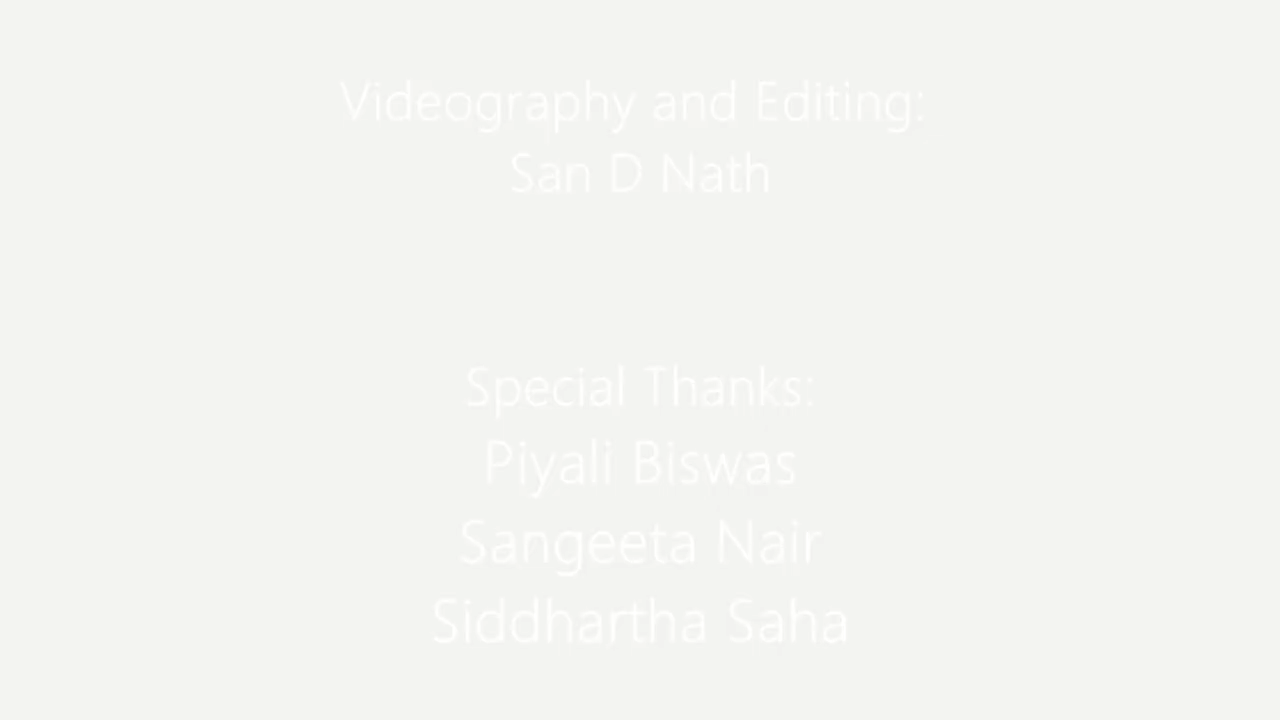 Videography and Editing:
San D Nath
Special Thanks:
Piyali Biswas
Sangeeta Nair
Siddhartha Saha